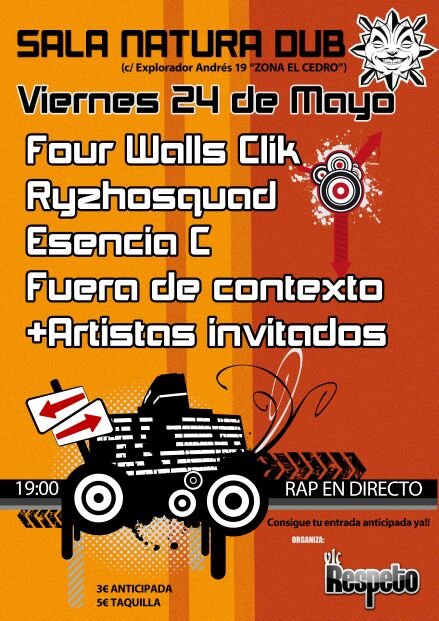 SALA NATURA DUB
(c/ Explorador Andrés 19 "ZONA EL CEDRO")
Viernes 24 de Mayo
Four Walls Clik
Ryzhosquad
Esencia C
Fuera de contexto
+Artistas invitados
19:00
RAP EN DIRECTO
Consigue tu entrada anticipada ya!!
ORGANIZA:
vlc
Respeto
3€ ANTICIPADA
5€ TAQUILLA